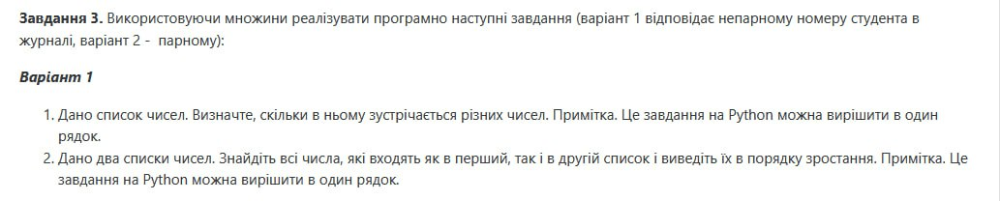 Завдання 3. Використовуючи множини реалізувати програмно наступні завдання (варіант 1 відповідає непарному номеру студента в
журналі, варіант 2 - парному):
Варіант 1
1. Дано список чисел. Визначте, скільки в ньому зустрічається різних чисел. Примітка. Це завдання на Python можна вирішити в один
рядок.
2. Дано два списки чисел. Знайдіть всі числа, які входять як в перший, так і в другій список і виведіть їх в порядку зростання. Примітка. Це
завдання на Python можна вирішити в один рядок.